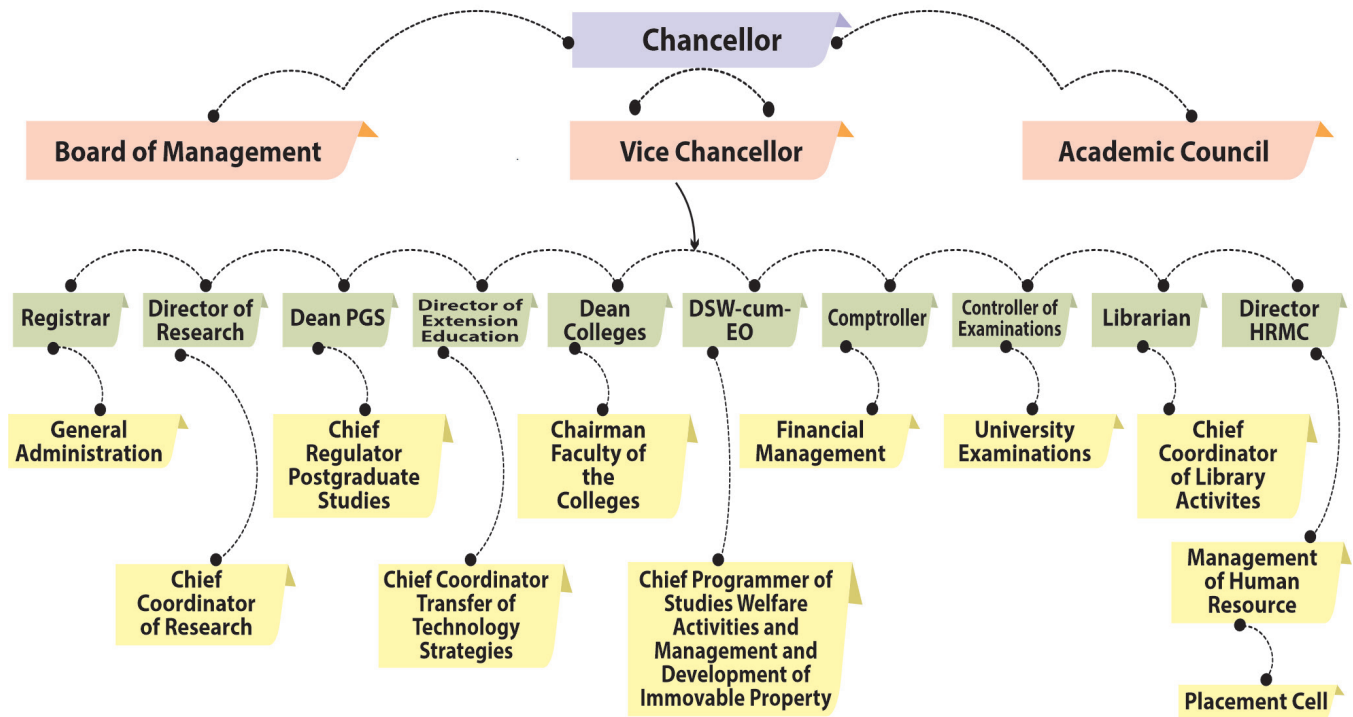 Chancellor
Board of Management
Vice Chancellor
Academic Council
Registrar
Director of
Research
Dean PGS
Director of
Extension
Education
Dean
Colleges
DSW-cum-
EO
Comptroller
Controller of
Examinations
Librarian
Director
HRMC
General
Administration
Chief
Regulator
Postgraduate
Studies
Chairman
Faculty of
the
Colleges
Financial
Management
University
Examinations
Chief
Coordinator
of Library
Activites
Chief
Coordinator
of Research
Chief Coordinator
Transfer of
Technology
Strategies
Chief Programmer of
Studies Welfare
Activities and
Management and
Development of
Immovable Property
Management
of Human
Resource
Placement Cell